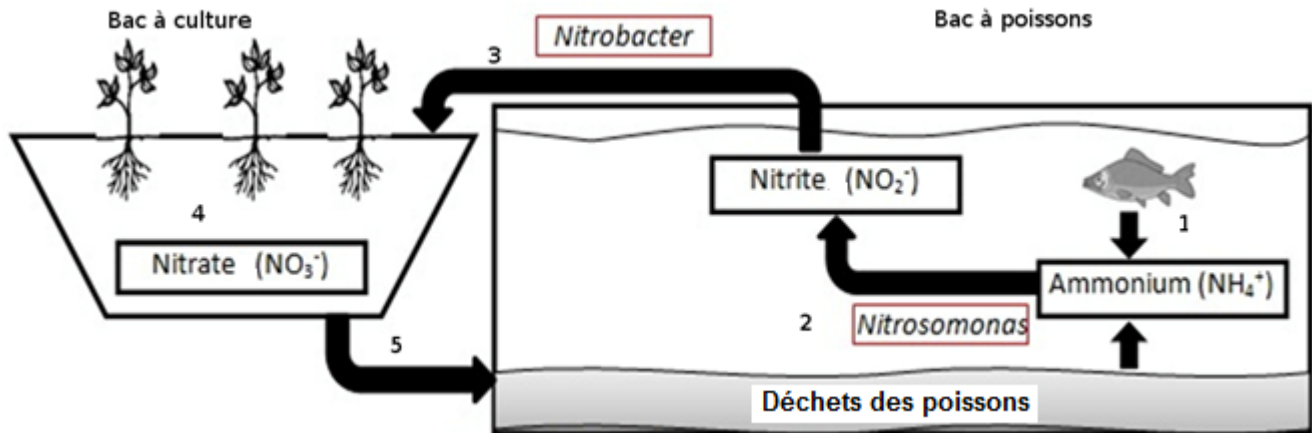 Bac à culture
Bac à poissons
Nitrobacter
3
Nitrite (NO₂⁻)
1
4
Nitrate (NO₃⁻)
Ammonium (NH₄⁺)
2
Nitrosomonas
5
Déchets des poissons